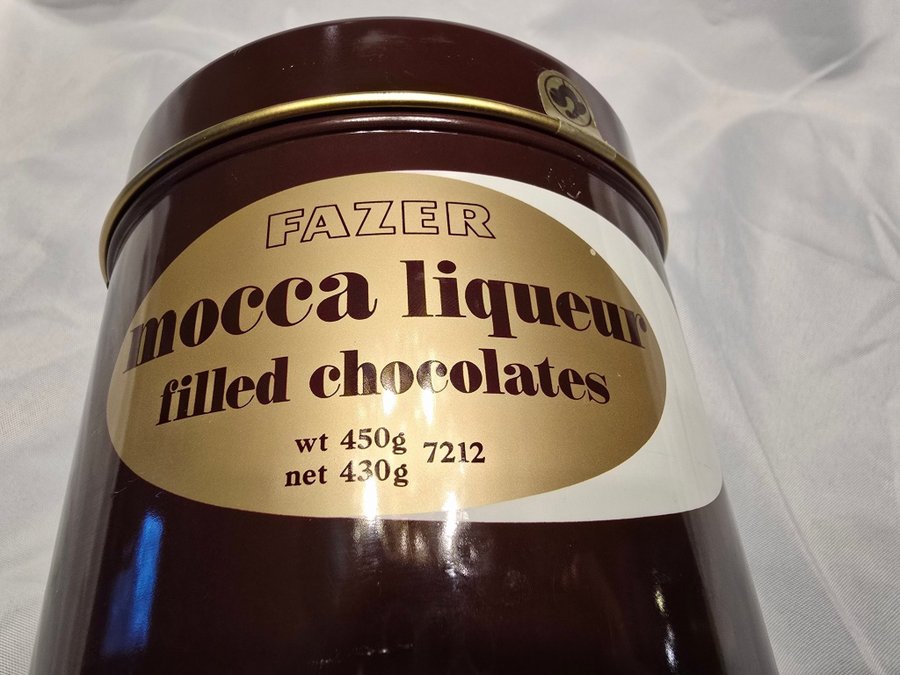 FAZER
mocca liqueur
filled chocolates
wt 450g
net 430g
7212